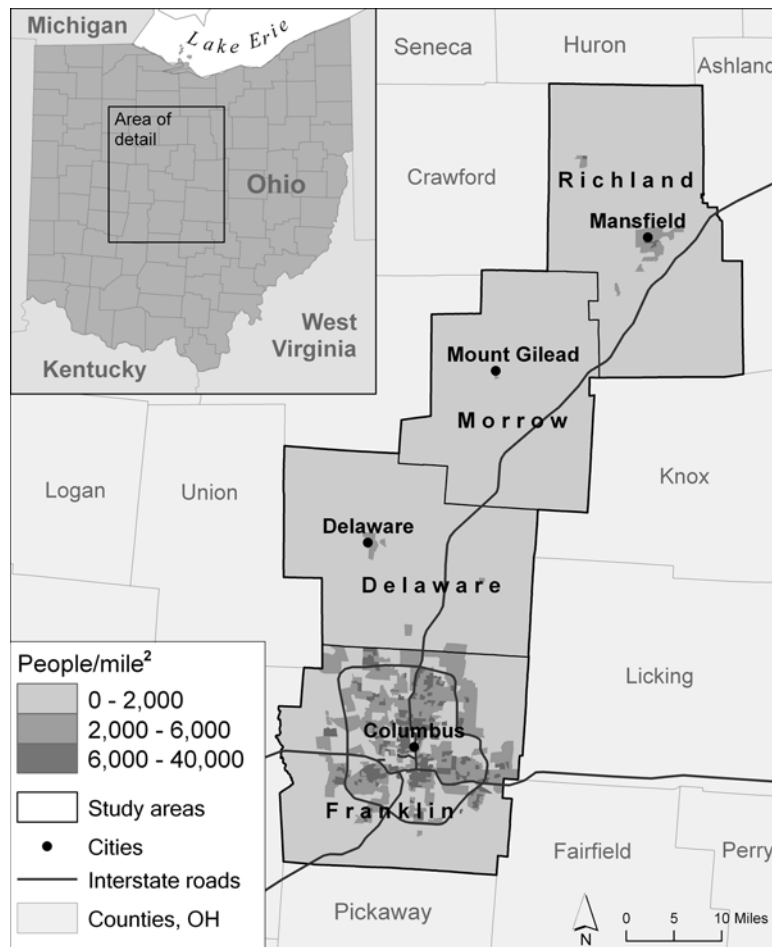 Michigan
Lake Erie
Area of
detail
Ohio
West
Virginia
Kentucky
Seneca
Huron
Ashland
Crawford
Richland
Mansfield
Mount Gilead
Morrow
Knox
Logan
Union
Delaware
Delaware
Licking
Columbus
Franklin
Fairfield
Perry
Pickaway
People/mile²
0 - 2,000
2,000 - 6,000
6,000 - 40,000
Study areas
Cities
Interstate roads
Counties, OH
N
0 5 10 Miles